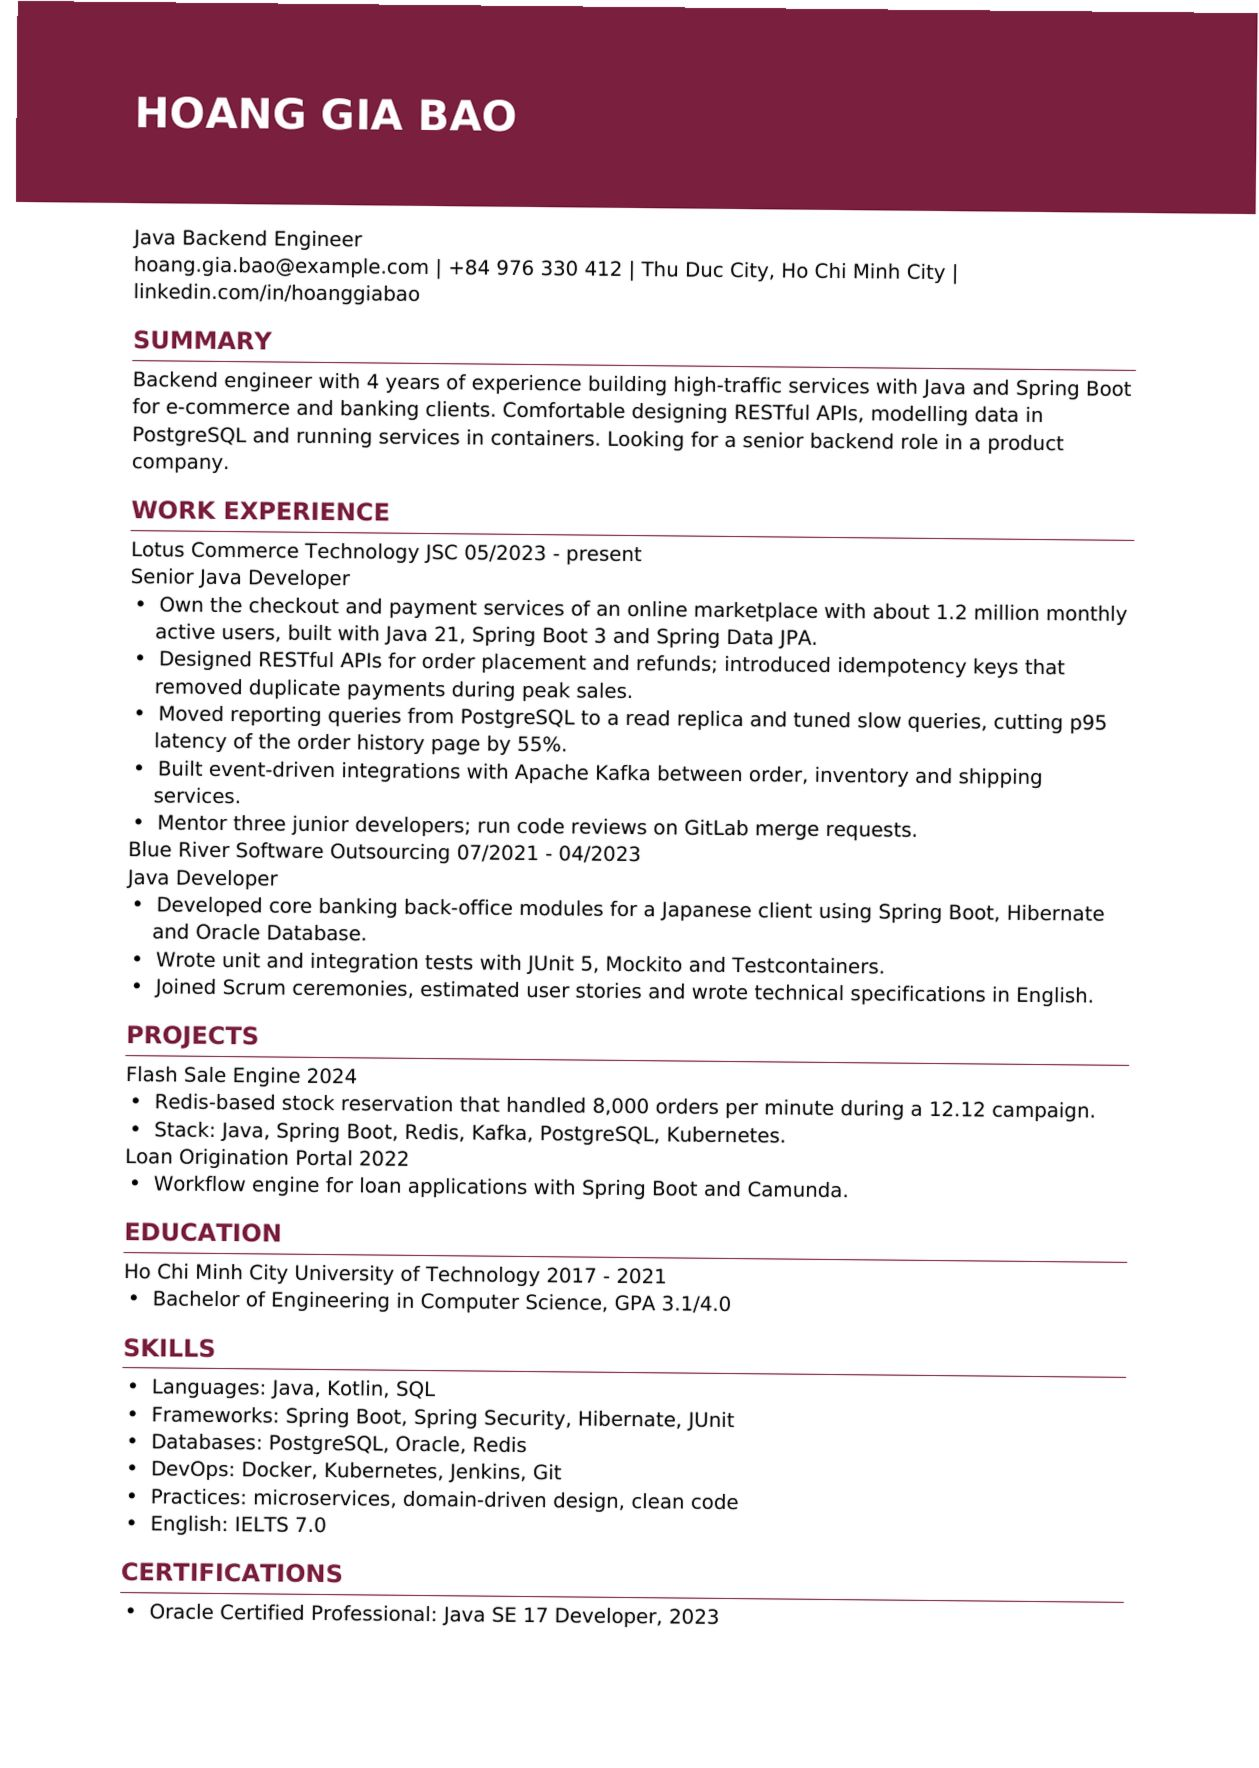 HOANG GIA BAO
Java Backend Engineer
hoang.gia.bao@example.com | +84 976 330 412 | Thu Duc City, Ho Chi Minh City |
linkedin.com/in/hoanggiabao
SUMMARY
Backend engineer with 4 years of experience building high-traffic services with Java and Spring Boot
for e-commerce and banking clients. Comfortable designing RESTful APIs, modelling data in
PostgreSQL and running services in containers. Looking for a senior backend role in a product
company.
WORK EXPERIENCE
Lotus Commerce Technology JSC 05/2023 - present
Senior Java Developer
• Own the checkout and payment services of an online marketplace with about 1.2 million monthly
active users, built with Java 21, Spring Boot 3 and Spring Data JPA.
• Designed RESTful APIs for order placement and refunds; introduced idempotency keys that
removed duplicate payments during peak sales.
• Moved reporting queries from PostgreSQL to a read replica and tuned slow queries, cutting p95
latency of the order history page by 55%.
• Built event-driven integrations with Apache Kafka between order, inventory and shipping
services.
• Mentor three junior developers; run code reviews on GitLab merge requests.
Blue River Software Outsourcing 07/2021 - 04/2023
Java Developer
• Developed core banking back-office modules for a Japanese client using Spring Boot, Hibernate
and Oracle Database.
• Wrote unit and integration tests with JUnit 5, Mockito and Testcontainers.
• Joined Scrum ceremonies, estimated user stories and wrote technical specifications in English.
PROJECTS
Flash Sale Engine 2024
• Redis-based stock reservation that handled 8,000 orders per minute during a 12.12 campaign.
• Stack: Java, Spring Boot, Redis, Kafka, PostgreSQL, Kubernetes.
Loan Origination Portal 2022
• Workflow engine for loan applications with Spring Boot and Camunda.
EDUCATION
Ho Chi Minh City University of Technology 2017 - 2021
• Bachelor of Engineering in Computer Science, GPA 3.1/4.0
SKILLS
• Languages: Java, Kotlin, SQL
• Frameworks: Spring Boot, Spring Security, Hibernate, JUnit
• Databases: PostgreSQL, Oracle, Redis
• DevOps: Docker, Kubernetes, Jenkins, Git
• Practices: microservices, domain-driven design, clean code
• English: IELTS 7.0
CERTIFICATIONS
• Oracle Certified Professional: Java SE 17 Developer, 2023